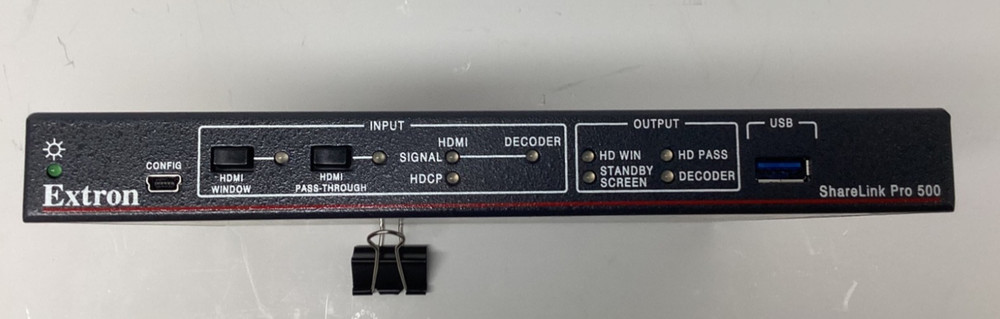 INPUT
OUTPUT
USB
CONFIG
HDMI
WINDOW
HDMI
PASS-THROUGH
HDMI
DECODER
SIGNAL
HDCP
HD WIN
HD PASS
STANDBY
SCREEN
DECODER
Extron
ShareLink Pro 500